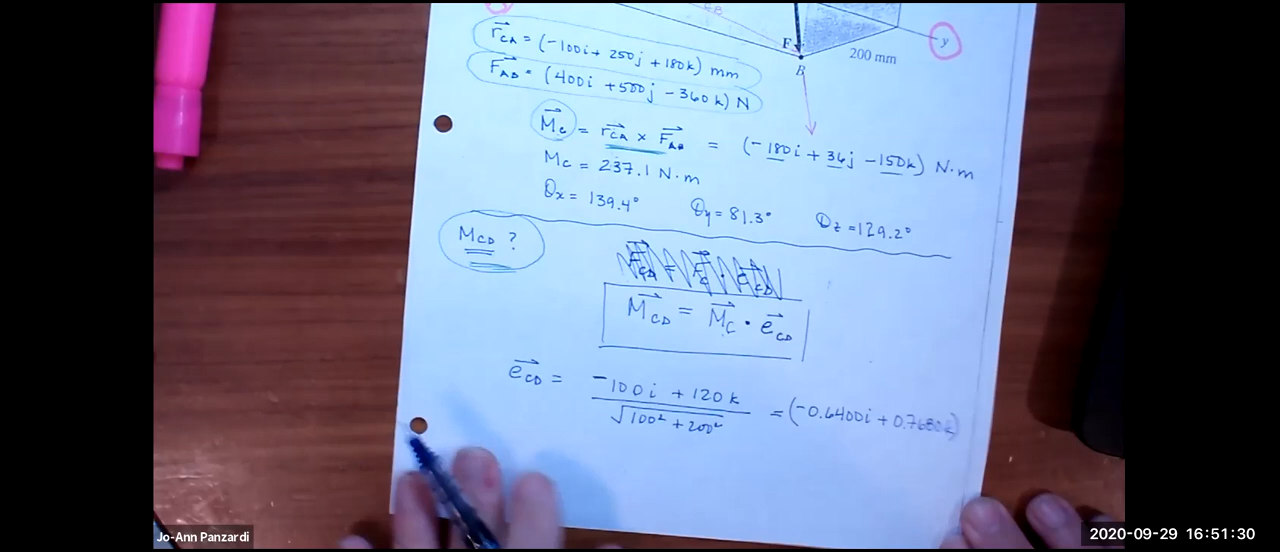 y
F
B
200 mm
r_CA = (-100i + 250j + 180k) mm
F_AB = (400i + 500j - 360k) N
M_C = r_CA × F_AB = (-180i + 36j - 150k) N·m
M_C = 237.1 N·m
θx = 139.4° θy = 81.3° θz = 129.2°
M_CD ?
M_CD = M_C · e_CD
e_CD = -100i + 120k
√100² + 200²
= (-0.6400i + 0.7680k)
Jo-Ann Panzardi
2020-09-29 16:51:30